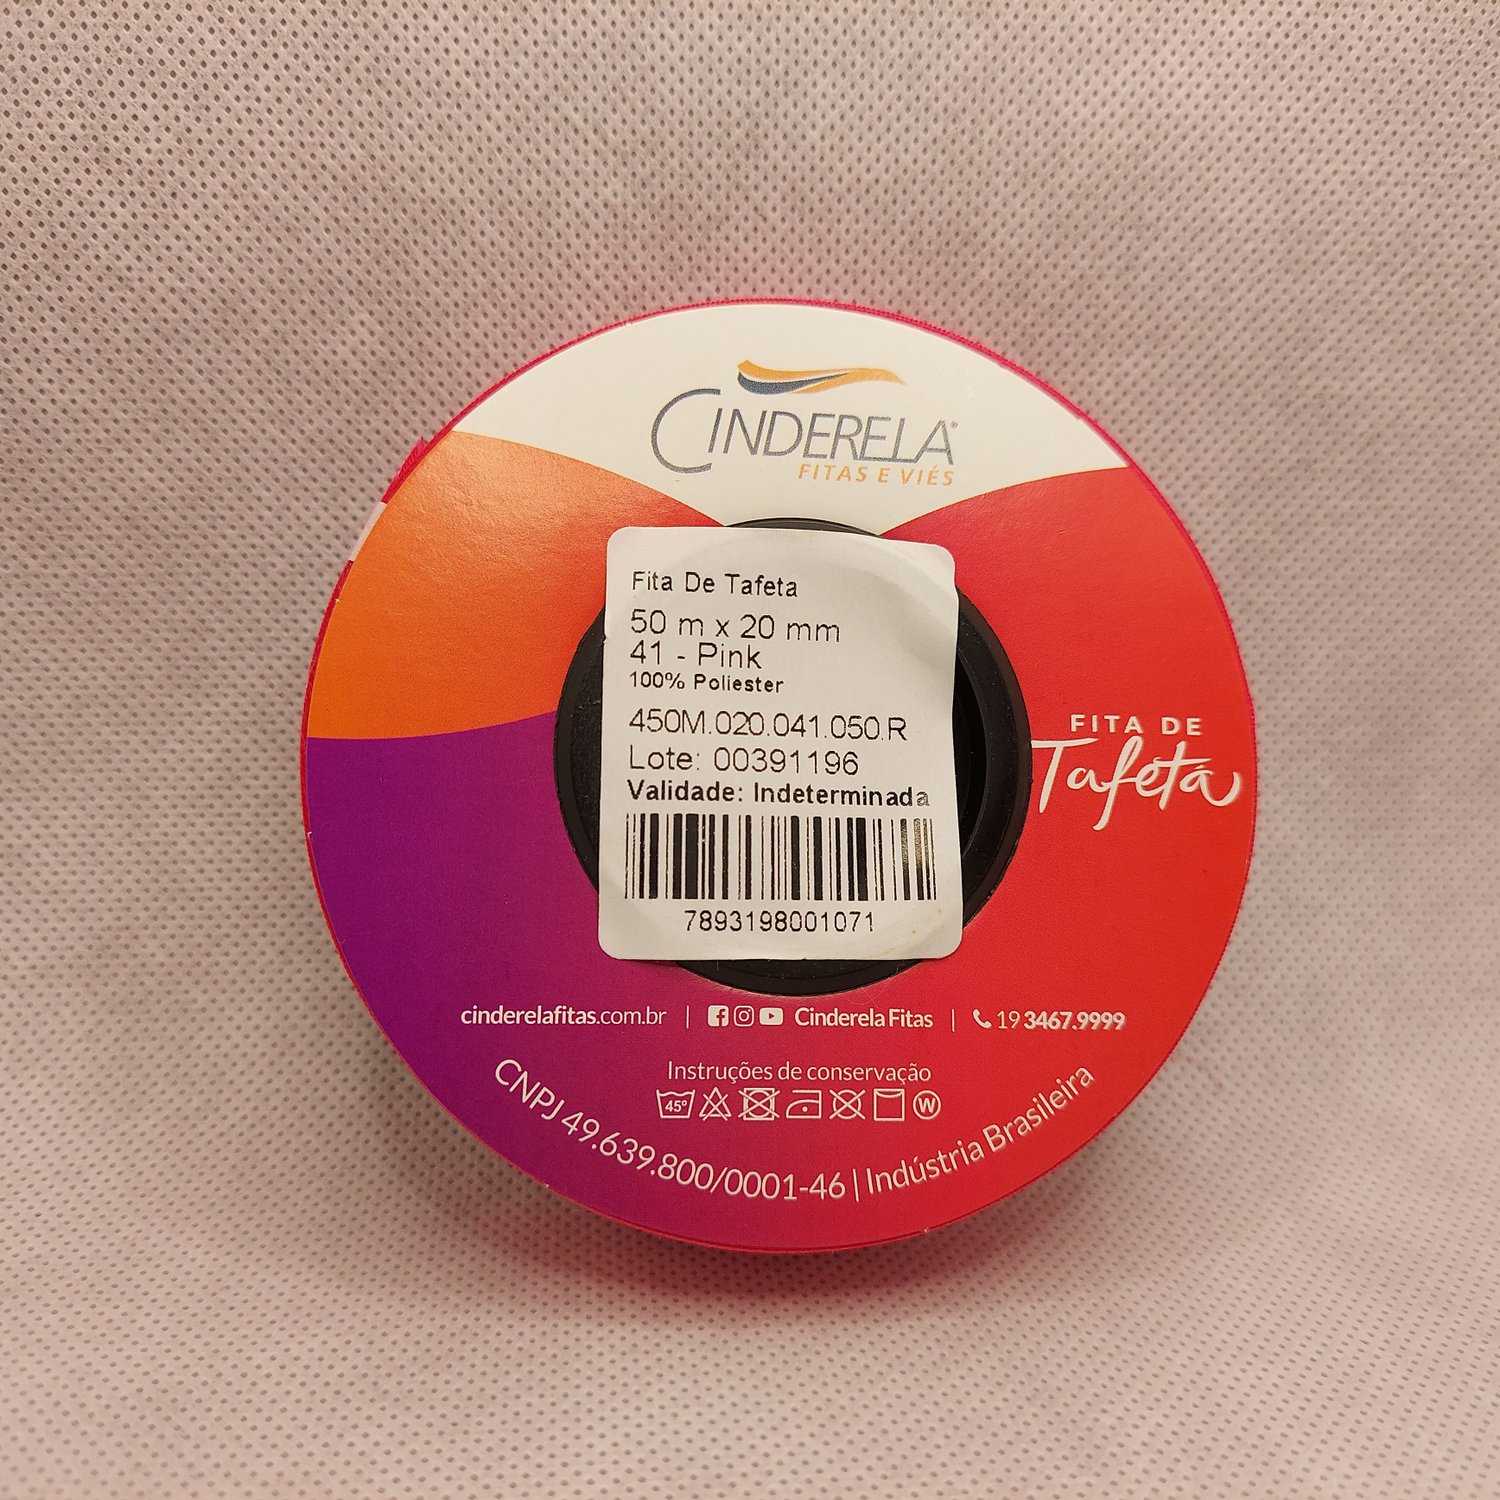 CINDERELA®
FITAS E VIÉS
Fita De Tafeta
50 m x 20 mm
41 - Pink
100% Poliester
450M.020.041.050.R
Lote: 00391196
Validade: Indeterminada
7893198001071
FITA DE
Tafetá
cinderelafitas.com.br | Cinderela Fitas | 19 3467.9999
Instruções de conservação
45° W
CNPJ 49.639.800/0001-46 | Indústria Brasileira